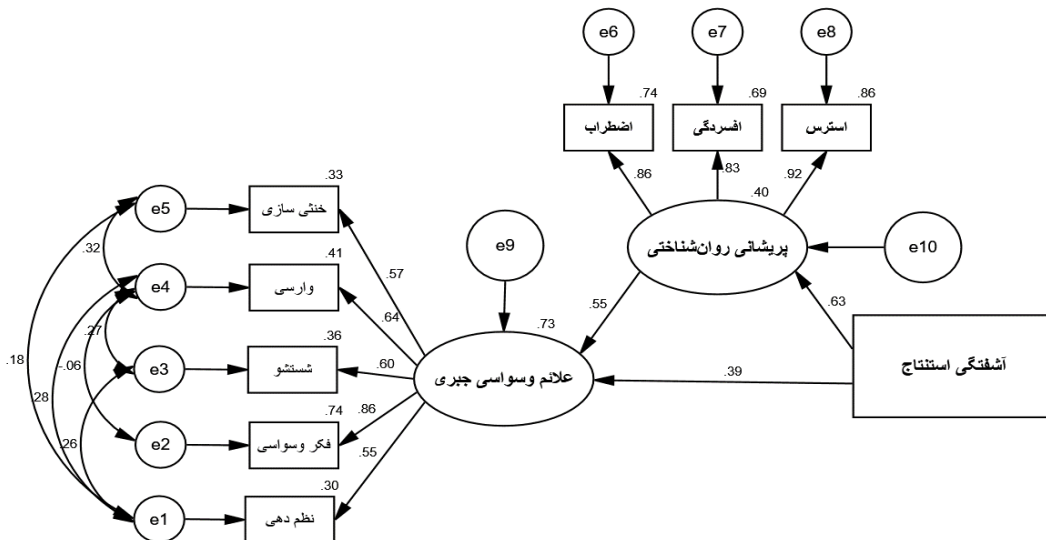 e6
e7
e8
.74
.69
.86
اضطراب
افسردگی
استرس
.86
.83
.92
.40
پریشانی روان‌شناختی
e10
.33
e5
خنثی سازی
e9
.32
.41
e4
وارسی
.57
.55
.63
.27
.64
.73
.36
آشفتگی استنتاج
.18
-.06
e3
شستشو
.60
علائم وسواسی جبری
.39
.28
.74
.86
.26
e2
فکر وسواسی
.55
.30
e1
نظم دهی